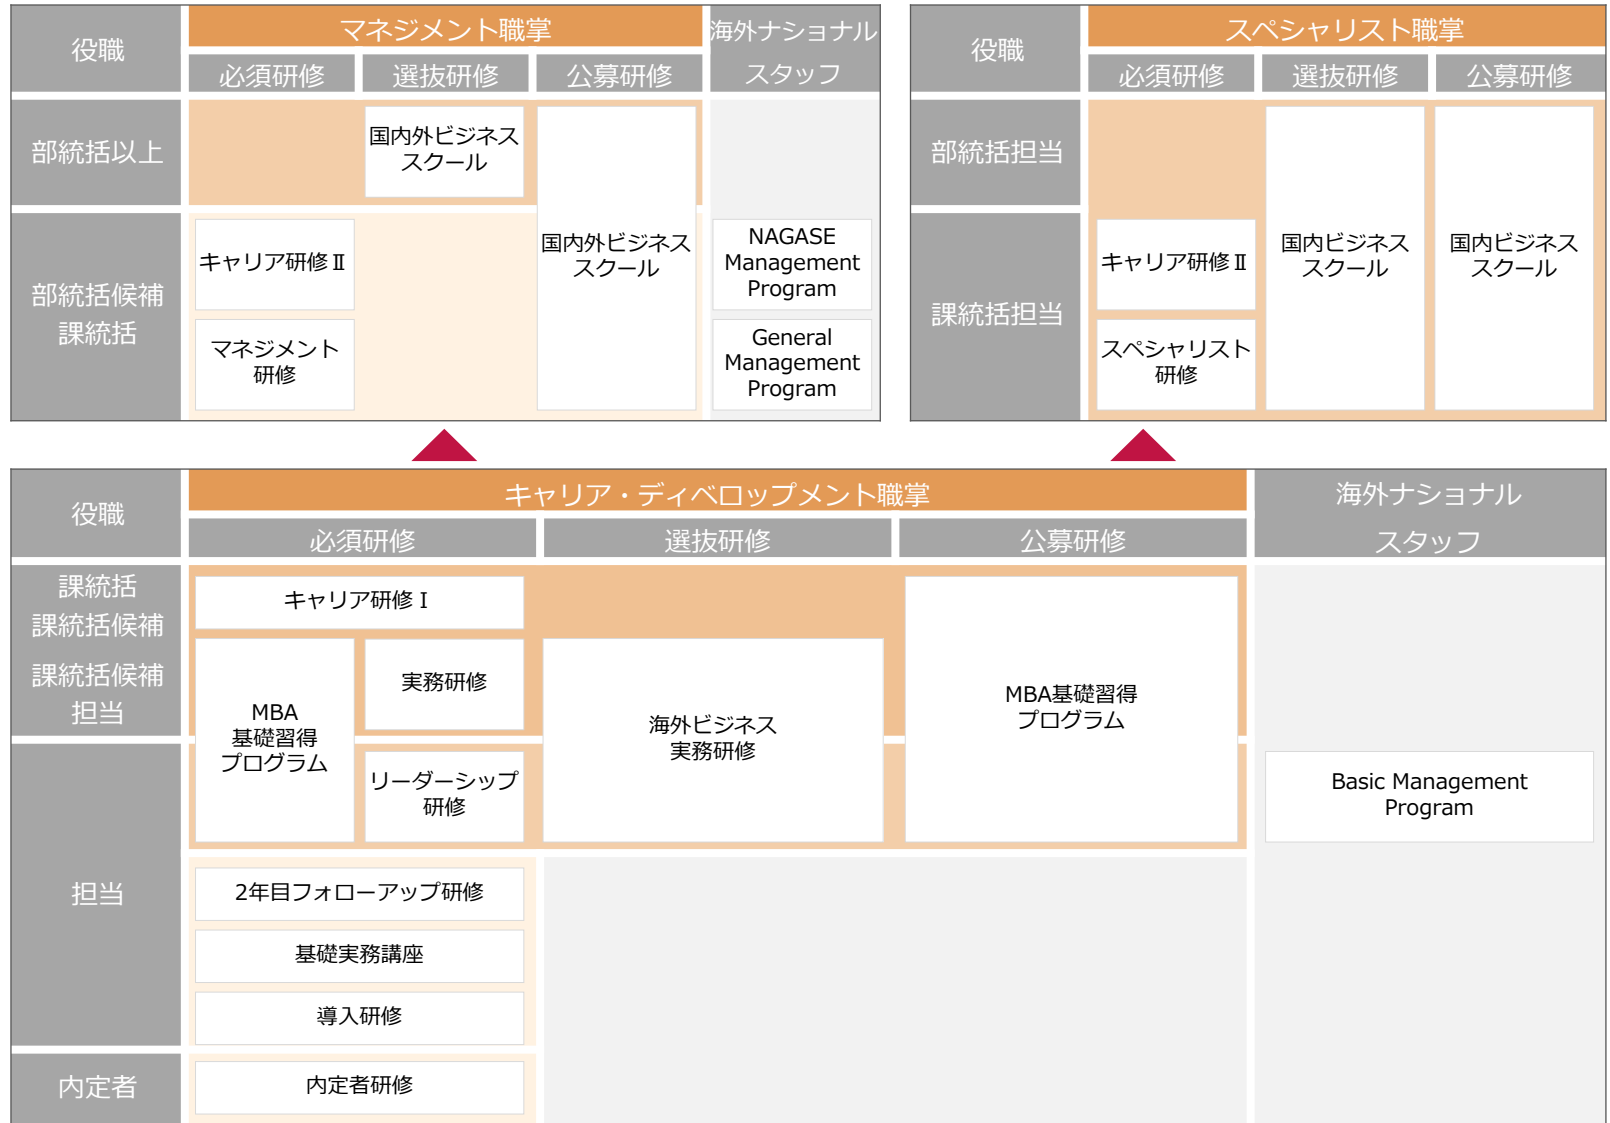 役職
マネジメント職掌
海外ナショナル
スタッフ
必須研修
選抜研修
公募研修
部統括以上
国内外ビジネス
スクール
国内外ビジネス
スクール
部統括候補
課統括
キャリア研修Ⅱ
マネジメント
研修
NAGASE
Management
Program
General
Management
Program
役職
スペシャリスト職掌
必須研修
選抜研修
公募研修
部統括担当
課統括担当
キャリア研修Ⅱ
スペシャリスト
研修
国内ビジネス
スクール
国内ビジネス
スクール
役職
キャリア・ディベロップメント職掌
海外ナショナル
スタッフ
必須研修
選抜研修
公募研修
課統括
課統括候補
課統括候補
担当
キャリア研修Ⅰ
MBA
基礎習得
プログラム
実務研修
リーダーシップ
研修
海外ビジネス
実務研修
MBA基礎習得
プログラム
Basic Management
Program
担当
2年目フォローアップ研修
基礎実務講座
導入研修
内定者
内定者研修